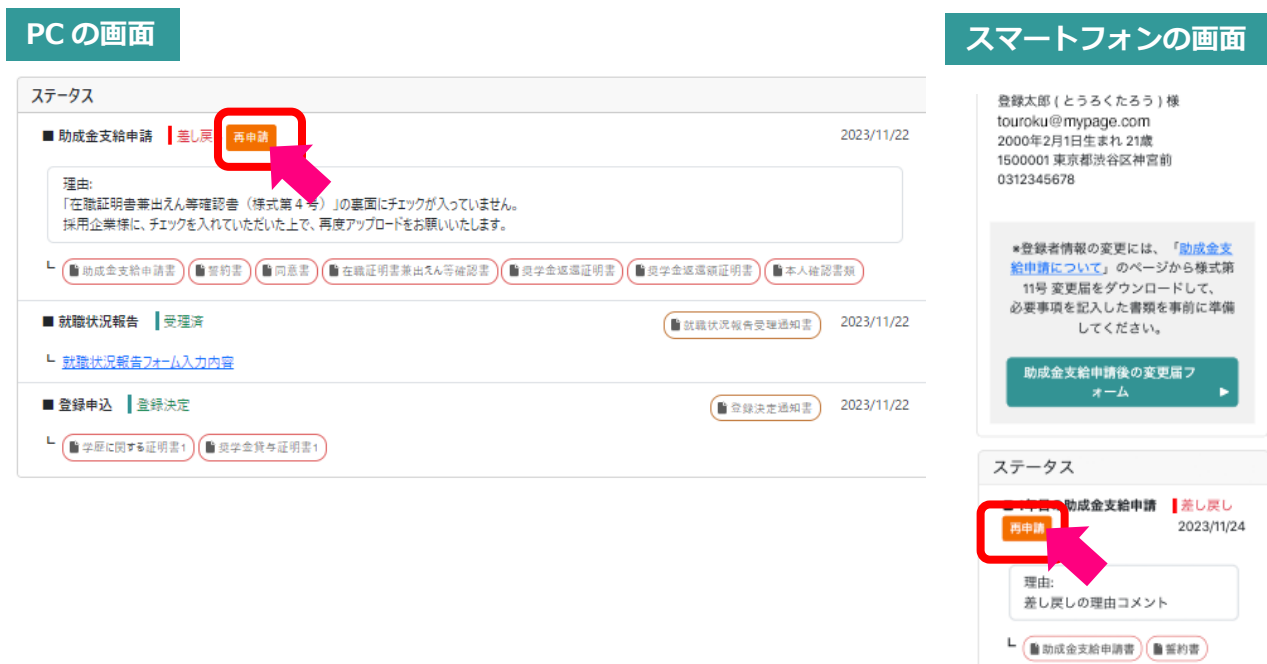 PC の画面
ステータス
■ 助成金支給申請 差し戻 再申請 2023/11/22
理由:
「在職証明書兼出えん等確認書（様式第４号）」の裏面にチェックが入っていません。
採用企業様に、チェックを入れていただいた上で、再度アップロードをお願いいたします。
助成金支給申請書 誓約書 同意書 在職証明書兼出えん等確認書 奨学金返還証明書 奨学金返還額証明書 本人確認書類
■ 就職状況報告 受理済 就職状況報告受理通知書 2023/11/22
就職状況報告フォーム入力内容
■ 登録申込 登録決定 登録決定通知書 2023/11/22
学歴に関する証明書1 奨学金貸与証明書1
スマートフォンの画面
登録太郎 ( とうろくたろう ) 様
touroku@mypage.com
2000年2月1日生まれ 21歳
1500001 東京都渋谷区神宮前
0312345678
※登録者情報の変更には、「助成金支
給申請について」のページから様式第
11号 変更届をダウンロードして、
必要事項を記入した書類を事前に準備
してください。
助成金支給申請後の変更届フ
ォーム ▶
ステータス
年目の助成金支給申請 差し戻し
再申請 2023/11/24
理由:
差し戻しの理由コメント
助成金支給申請書 誓約書